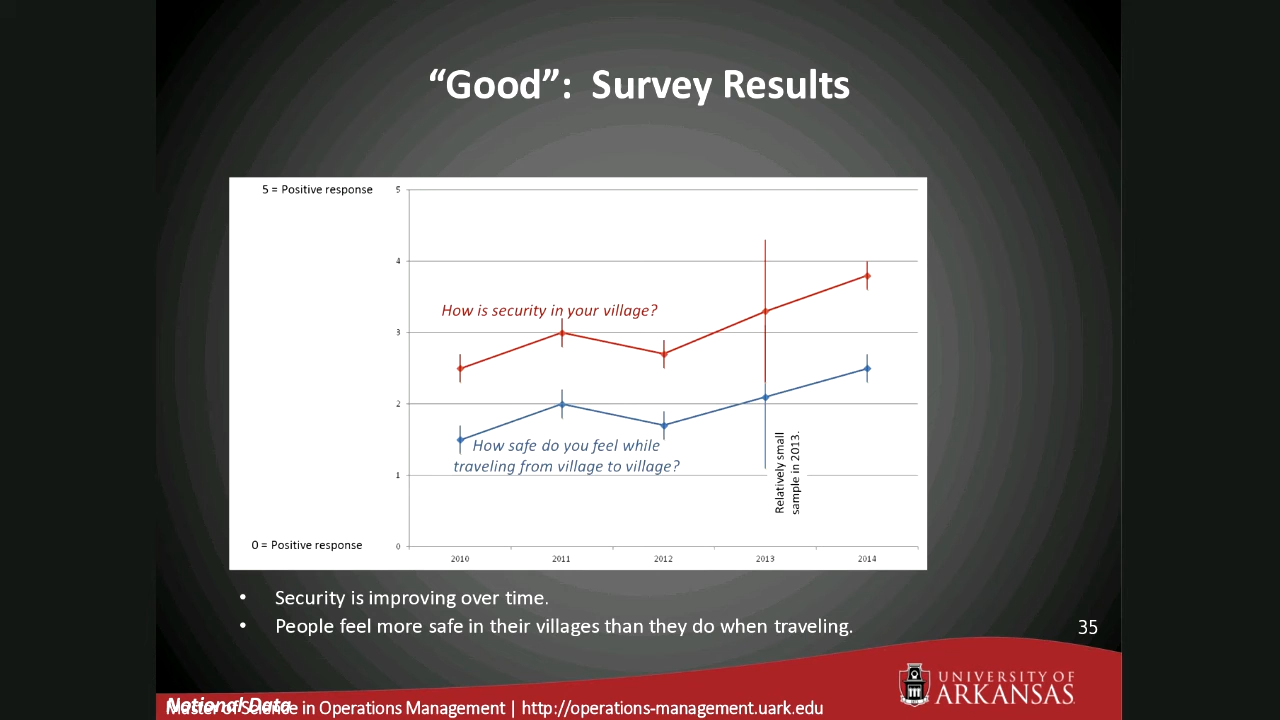 “Good”:  Survey Results
5 = Positive response
5
4
3
2
1
0
How is security in your village?
How safe do you feel while
traveling from village to village?
Relatively small
sample in 2013.
0 = Positive response
2010
2011
2012
2013
2014
• Security is improving over time.
• People feel more safe in their villages than they do when traveling.
35
UNIVERSITY OF
ARKANSAS
Notional Data
Master of Science in Operations Management | http://operations-management.uark.edu